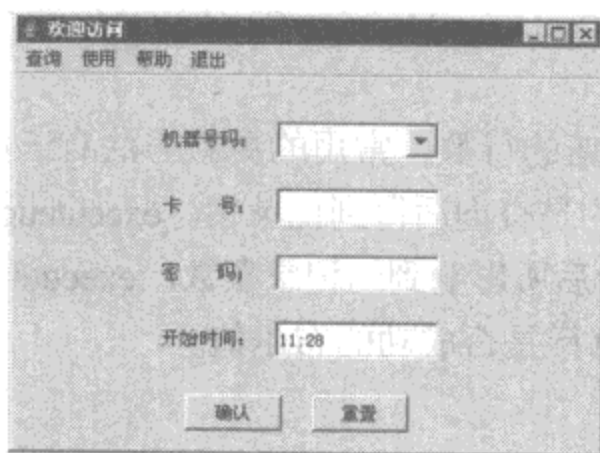 欢迎访问
查询 使用 帮助 退出
机器号码：
卡 号：
密 码：
开始时间： 11:28
确认 重置